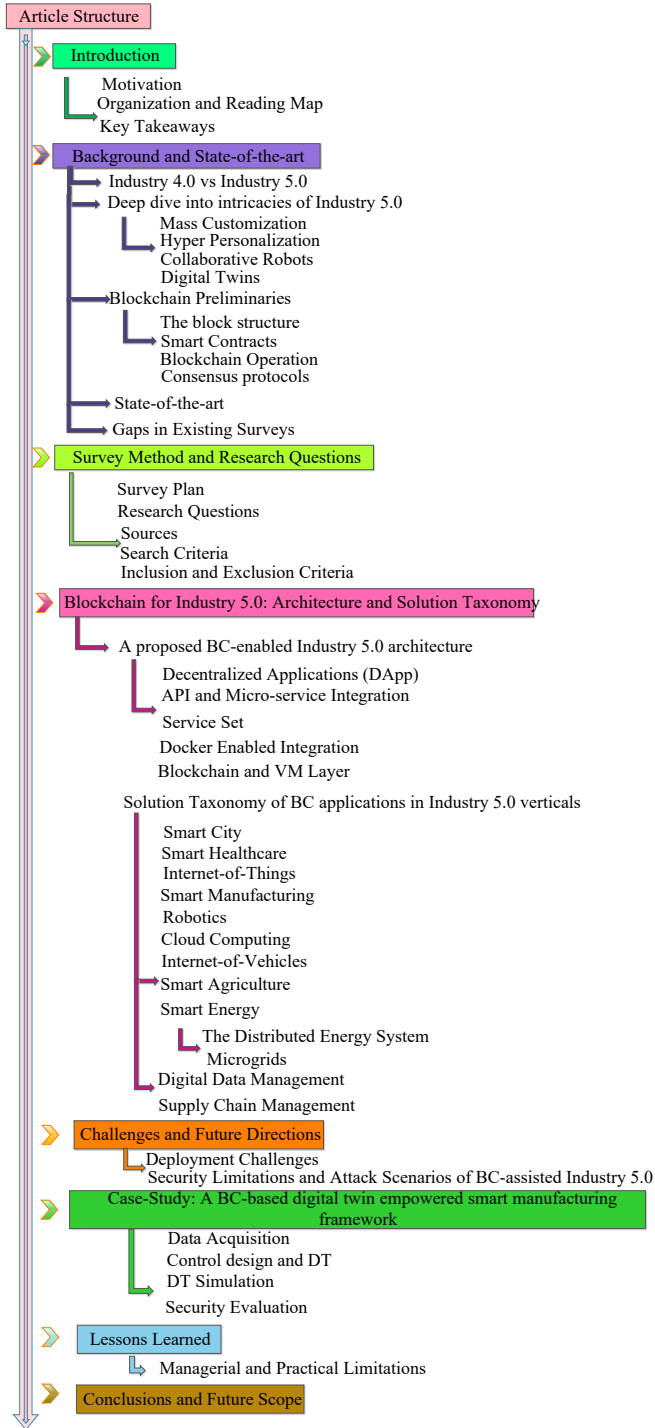 Article Structure
Introduction
Motivation
Organization and Reading Map
Key Takeaways
Background and State-of-the-art
Industry 4.0 vs Industry 5.0
Deep dive into intricacies of Industry 5.0
Mass Customization
Hyper Personalization
Collaborative Robots
Digital Twins
Blockchain Preliminaries
The block structure
Smart Contracts
Blockchain Operation
Consensus protocols
State-of-the-art
Gaps in Existing Surveys
Survey Method and Research Questions
Survey Plan
Research Questions
Sources
Search Criteria
Inclusion and Exclusion Criteria
Blockchain for Industry 5.0: Architecture and Solution Taxonomy
A proposed BC-enabled Industry 5.0 architecture
Decentralized Applications (DApp)
API and Micro-service Integration
Service Set
Docker Enabled Integration
Blockchain and VM Layer
Solution Taxonomy of BC applications in Industry 5.0 verticals
Smart City
Smart Healthcare
Internet-of-Things
Smart Manufacturing
Robotics
Cloud Computing
Internet-of-Vehicles
Smart Agriculture
Smart Energy
The Distributed Energy System
Microgrids
Digital Data Management
Supply Chain Management
Challenges and Future Directions
Deployment Challenges
Security Limitations and Attack Scenarios of BC-assisted Industry 5.0
Case-Study: A BC-based digital twin empowered smart manufacturing
framework
Data Acquisition
Control design and DT
DT Simulation
Security Evaluation
Lessons Learned
Managerial and Practical Limitations
Conclusions and Future Scope